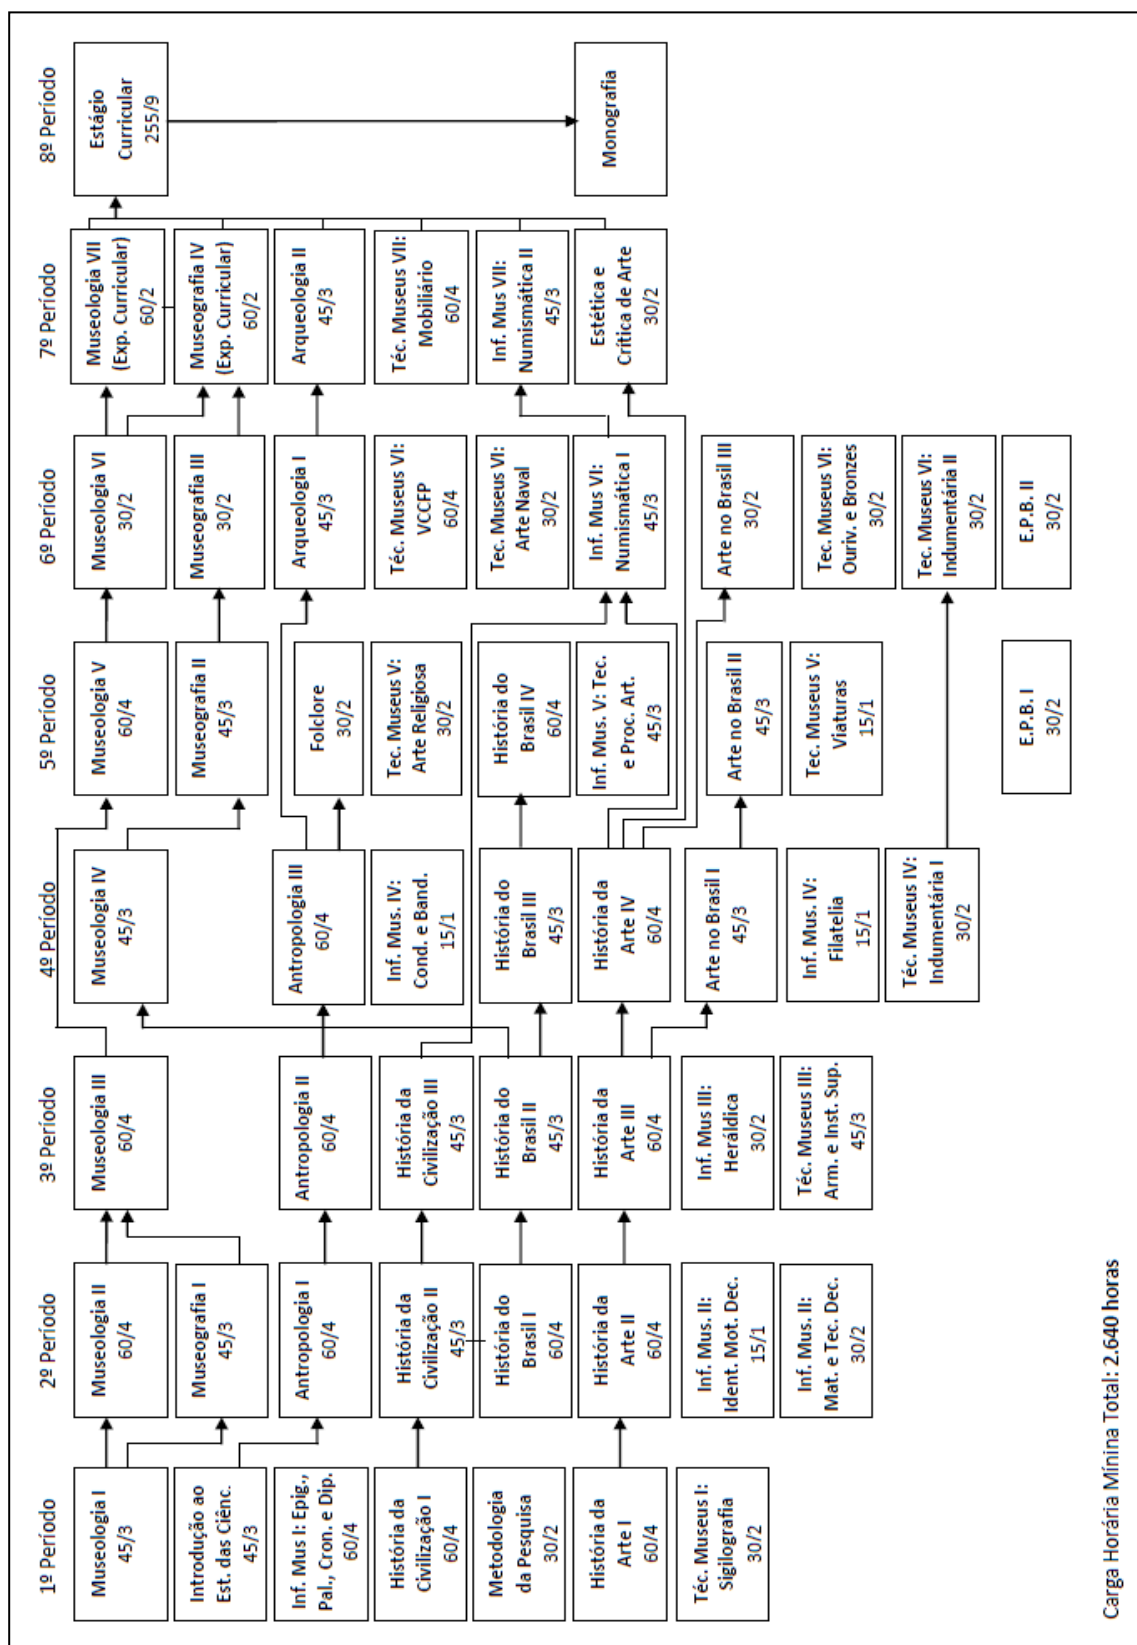 1º Período
Museologia I
45/3
Introdução ao
Est. das Ciênc.
45/3
Inf. Mus I: Epig.,
Pal., Cron. e Dip.
60/4
História da
Civilização I
60/4
Metodologia
da Pesquisa
30/2
História da
Arte I
60/4
Téc. Museus I:
Sigilografia
30/2
2º Período
Museologia II
60/4
Museografia I
45/3
Antropologia I
60/4
História da
Civilização II
45/3
História do
Brasil I
60/4
História da
Arte II
60/4
Inf. Mus. II:
Ident. Mot. Dec.
15/1
Inf. Mus. II:
Mat. e Tec. Dec.
30/2
3º Período
Museologia III
60/4
Antropologia II
60/4
História da
Civilização III
45/3
História do
Brasil II
45/3
História da
Arte III
60/4
Inf. Mus III:
Heráldica
30/2
Téc. Museus III:
Arm. e Inst. Sup.
45/3
4º Período
Museologia IV
45/3
Antropologia III
60/4
Inf. Mus. IV:
Cond. e Band.
15/1
História do
Brasil III
45/3
História da
Arte IV
60/4
Arte no Brasil I
45/3
Inf. Mus. IV:
Filatelia
15/1
Téc. Museus IV:
Indumentária I
30/2
5º Período
Museologia V
60/4
Museografia II
45/3
Folclore
30/2
Tec. Museus V:
Arte Religiosa
30/2
História do
Brasil IV
60/4
Inf. Mus. V: Tec.
e Proc. Art.
45/3
Arte no Brasil II
45/3
Tec. Museus V:
Viaturas
15/1
E.P.B. I
30/2
6º Período
Museologia VI
30/2
Museografia III
30/2
Arqueologia I
45/3
Téc. Museus VI:
VCCFP
60/4
Tec. Museus VI:
Arte Naval
30/2
Inf. Mus VI:
Numismática I
45/3
Arte no Brasil III
30/2
Tec. Museus VI:
Ouriv. e Bronzes
30/2
Tec. Museus VI:
Indumentária II
30/2
E.P.B. II
30/2
7º Período
Museologia VII
(Exp. Curricular)
60/2
Museografia IV
(Exp. Curricular)
60/2
Arqueologia II
45/3
Téc. Museus VII:
Mobiliário
60/4
Inf. Mus VII:
Numismática II
45/3
Estética e
Crítica de Arte
30/2
8º Período
Estágio
Curricular
255/9
Monografia
Carga Horária Mínina Total: 2.640 horas